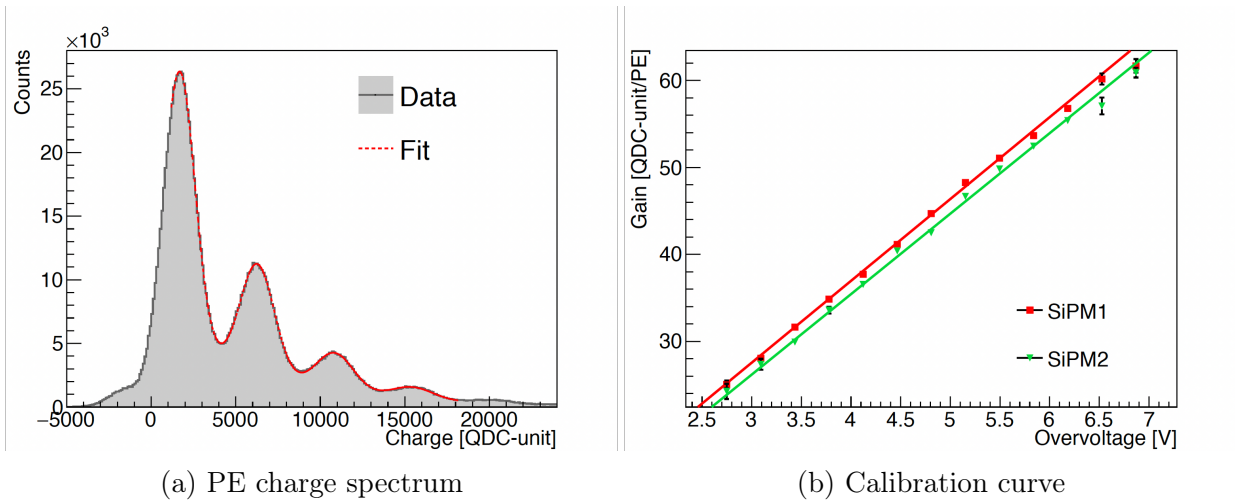 ×10³
Counts
25
20
15
10
5
0
−5000 0 5000 10000 15000 20000
Charge [QDC-unit]
Data
Fit
(a) PE charge spectrum
Gain [QDC-unit/PE]
60
50
40
30
2.5 3 3.5 4 4.5 5 5.5 6 6.5 7
Overvoltage [V]
SiPM1
SiPM2
(b) Calibration curve